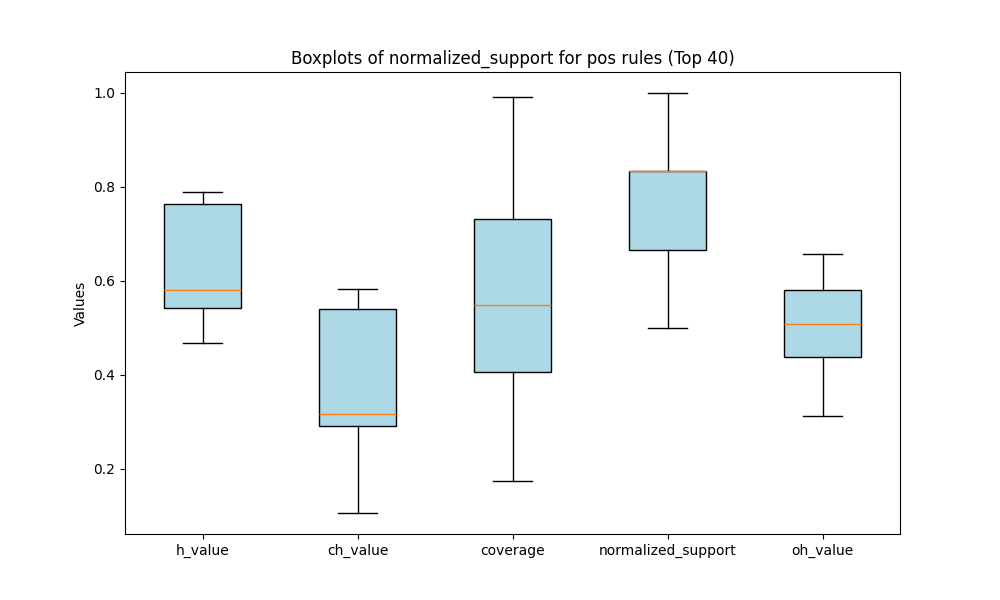 Boxplots of normalized_support for pos rules (Top 40)
Values
1.0
0.8
0.6
0.4
0.2
h_value
ch_value
coverage
normalized_support
oh_value